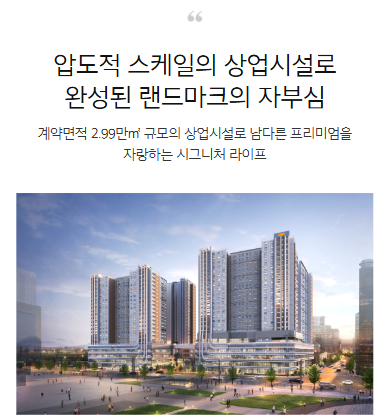 압도적 스케일의 상업시설로
완성된 랜드마크의 자부심
계약면적 2.99만㎡ 규모의 상업시설로 남다른 프리미엄을
자랑하는 시그니처 라이프